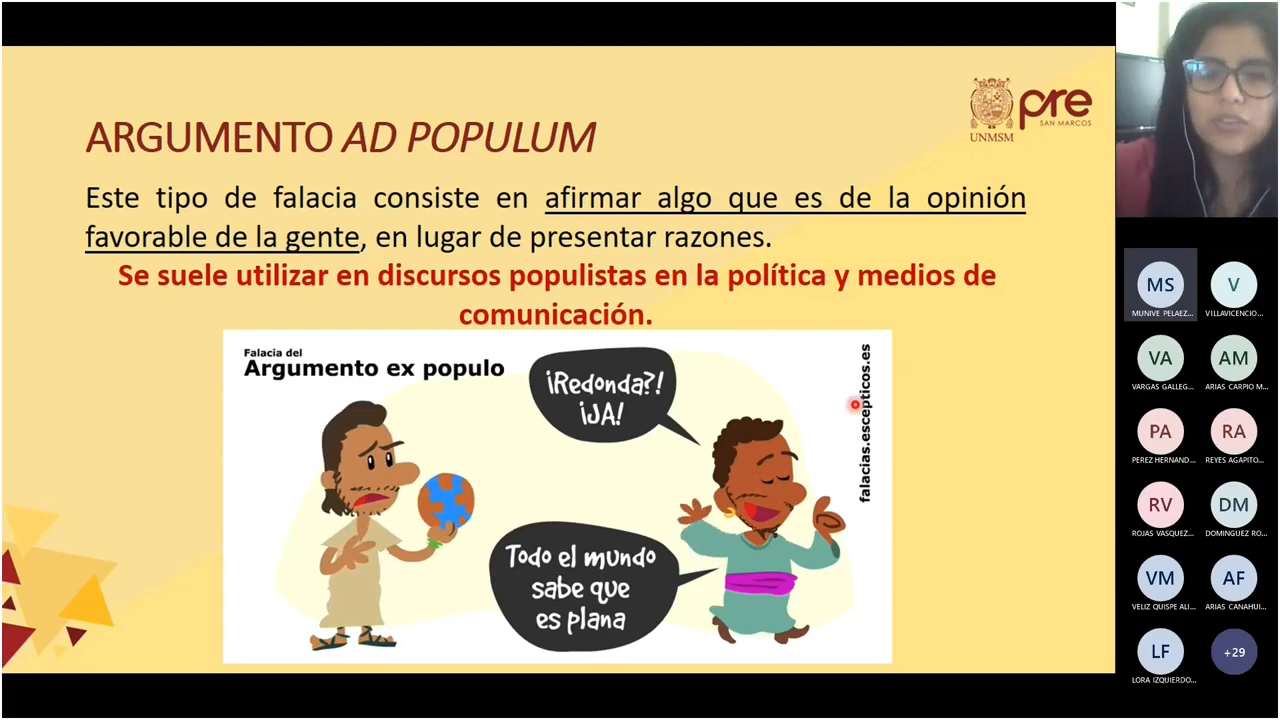 ARGUMENTO AD POPULUM
UNMSM
pre
SAN MARCOS
Este tipo de falacia consiste en afirmar algo que es de la opinión
favorable de la gente, en lugar de presentar razones.
Se suele utilizar en discursos populistas en la política y medios de
comunicación.
Falacia del
Argumento ex populo
¡Redonda?!
¡JA!
Todo el mundo
sabe que
es plana
falacias.escepticos.es
MS
MUNIVE PELAEZ...
V
VILLAVICENCIO...
VA
VARGAS GALLEG...
AM
ARIAS CARPIO M...
PA
PEREZ HERNAND...
RA
REYES AGAPITO...
RV
ROJAS VASQUEZ...
DM
DOMINGUEZ RO...
VM
VELIZ QUISPE ALI...
AF
ARIAS CANAHUI...
LF
LORA IZQUIERDO...
+29